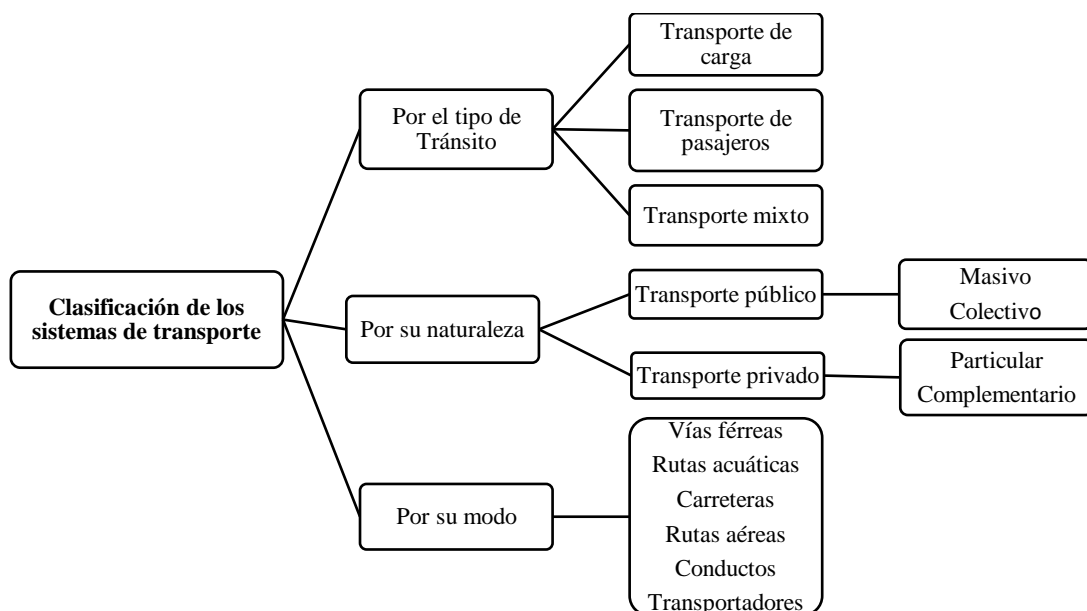 Clasificación de los
sistemas de transporte
Por el tipo de
Tránsito
Transporte de
carga
Transporte de
pasajeros
Transporte mixto
Por su naturaleza
Transporte público
Masivo
Colectivo
Transporte privado
Particular
Complementario
Por su modo
Vías férreas
Rutas acuáticas
Carreteras
Rutas aéreas
Conductos
Transportadores